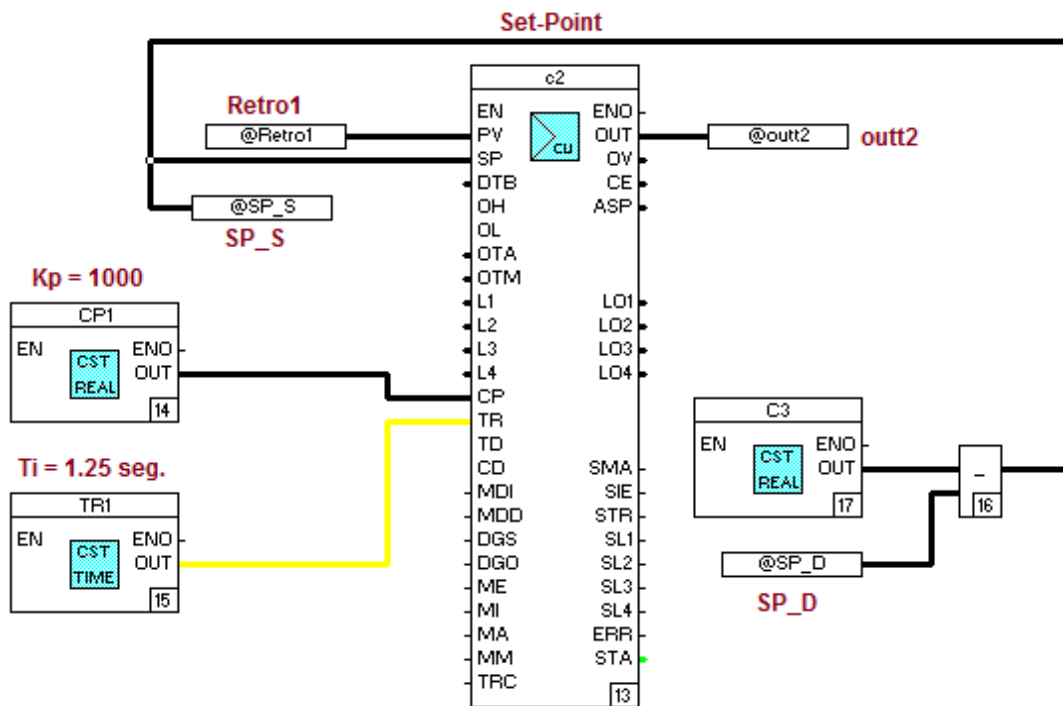 Set-Point
c2
Retro1
@Retro1
EN ENO
PV OUT
SP OV
DTB CE
OH ASP
OL
OTA
OTM
L1 LO1
L2 LO2
L3 LO3
L4 LO4
CP
TR
TD
CD SMA
MDI SIE
MDD STR
DGS SL1
DGO SL2
ME SL3
MI SL4
MA ERR
MM STA
TRC
13
CU
@outt2
outt2
@SP_S
SP_S
Kp = 1000
CP1
EN ENO
CST OUT
REAL
14
Ti = 1.25 seg.
TR1
EN ENO
CST OUT
TIME
15
C3
EN ENO
CST OUT
REAL
17
-
16
@SP_D
SP_D